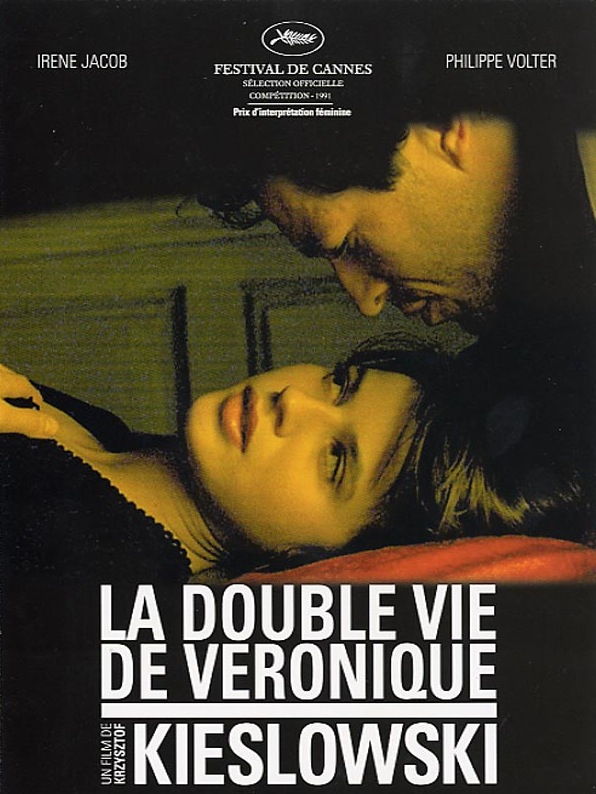 IRENE JACOB
PHILIPPE VOLTER
FESTIVAL DE CANNES
SÉLECTION OFFICIELLE
COMPÉTITION - 1991
Prix d'interprétation féminine
LA DOUBLE VIE
DE VERONIQUE
UN FILM DE
KRZYSZTOF
KIESLOWSKI